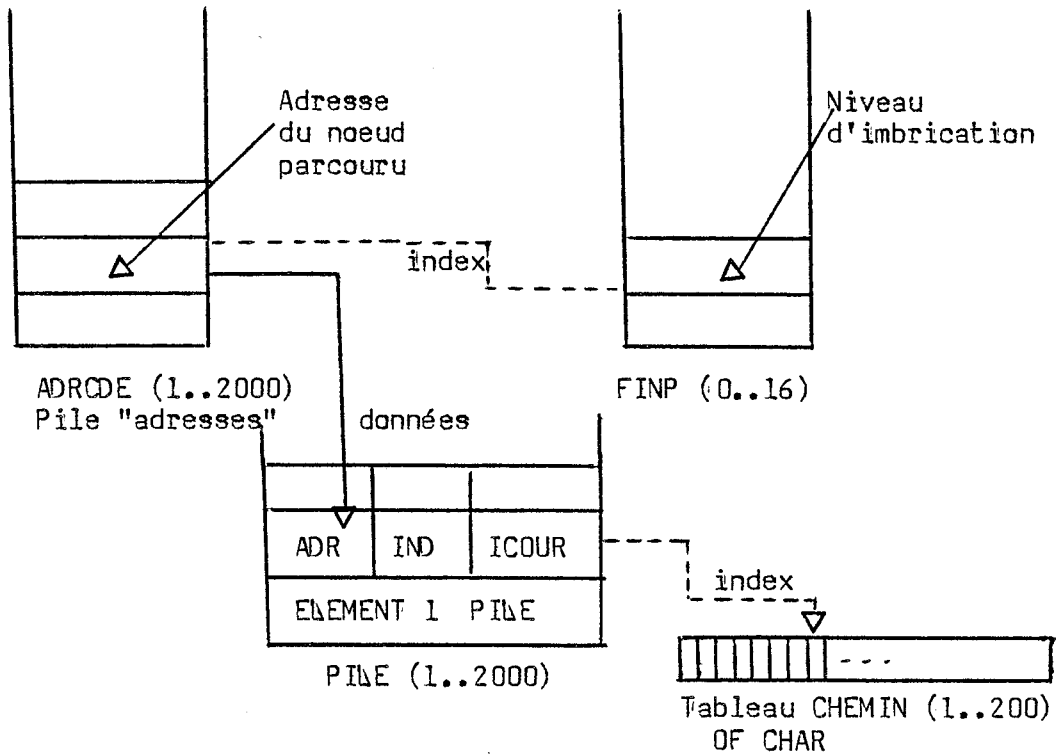 Adresse
du noeud
parcouru
Niveau
d'imbrication
index
ADRCDE (1..2000)
Pile "adresses"
FINP (0..16)
données
ADR IND ICOUR
ELEMENT 1 PILE
index
PILE (1..2000)
Tableau CHEMIN (1..200)
OF CHAR
---